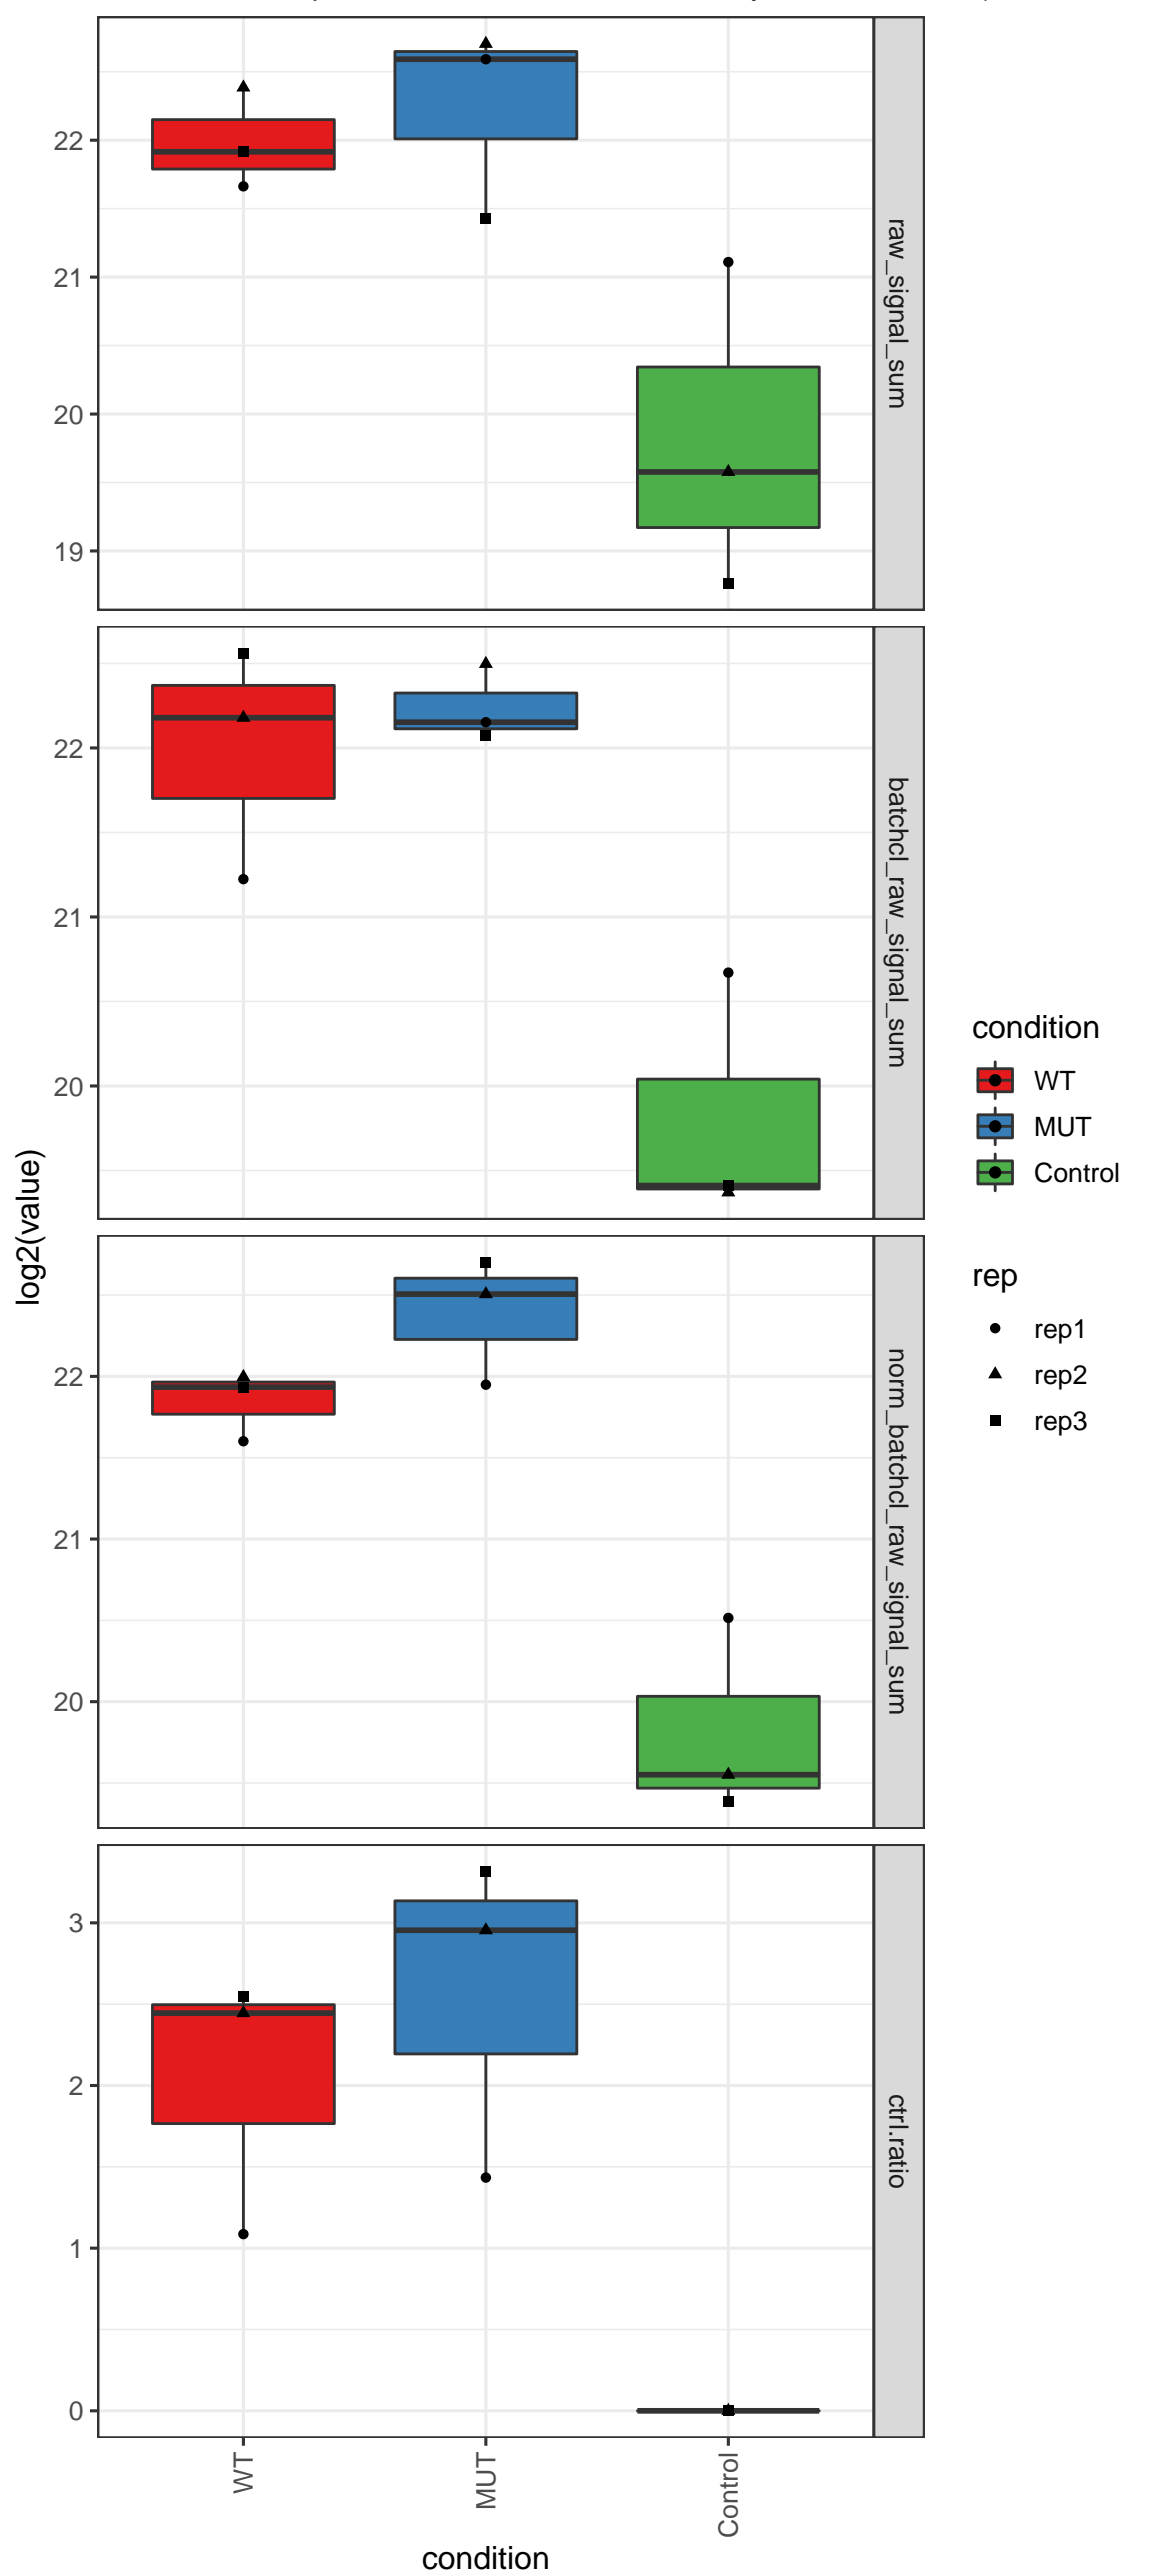 22
21
20
19
raw_signal_sum
22
21
20
batchcl_raw_signal_sum
22
21
20
norm_batchcl_raw_signal_sum
3
2
1
0
ctrl.ratio
log2(value)
WT
MUT
Control
condition
condition
WT
MUT
Control
rep
rep1
rep2
rep3